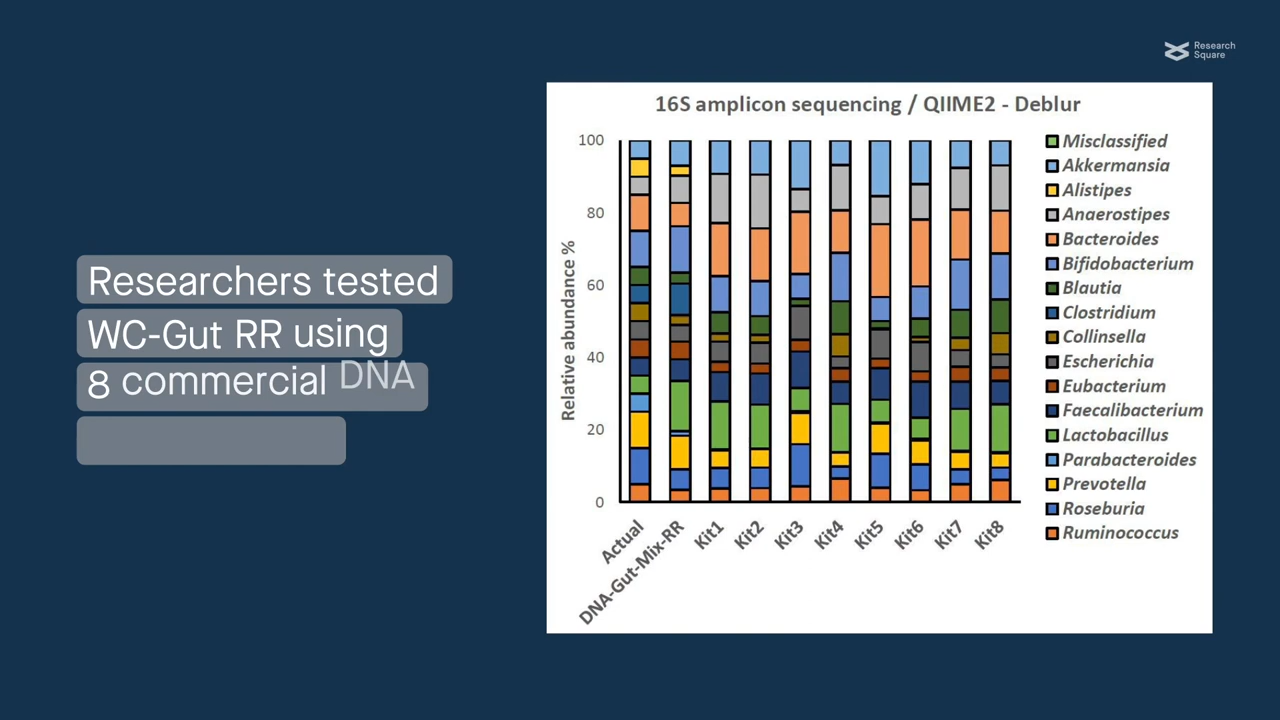 Research
Square
16S amplicon sequencing / QIIME2 - Deblur
Researchers tested
WC-Gut RR using
8 commercial DNA
Relative abundance %
100
80
60
40
20
0
Actual
DNA-Gut-Mix-RR
Kit1
Kit2
Kit3
Kit4
Kit5
Kit6
Kit7
Kit8
Misclassified
Akkermansia
Alistipes
Anaerostipes
Bacteroides
Bifidobacterium
Blautia
Clostridium
Collinsella
Escherichia
Eubacterium
Faecalibacterium
Lactobacillus
Parabacteroides
Prevotella
Roseburia
Ruminococcus